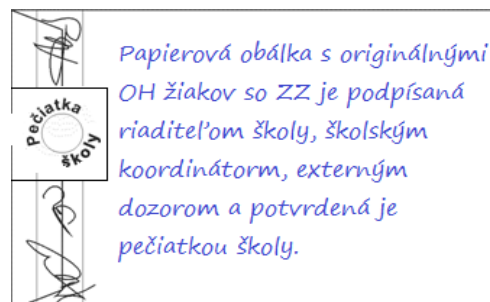 Pečiatka
školy
Papierová obálka s originálnymi
OH žiakov so ZZ je podpísaná
riaditeľom školy, školským
koordinátorm, externým
dozorom a potvrdená je
pečiatkou školy.